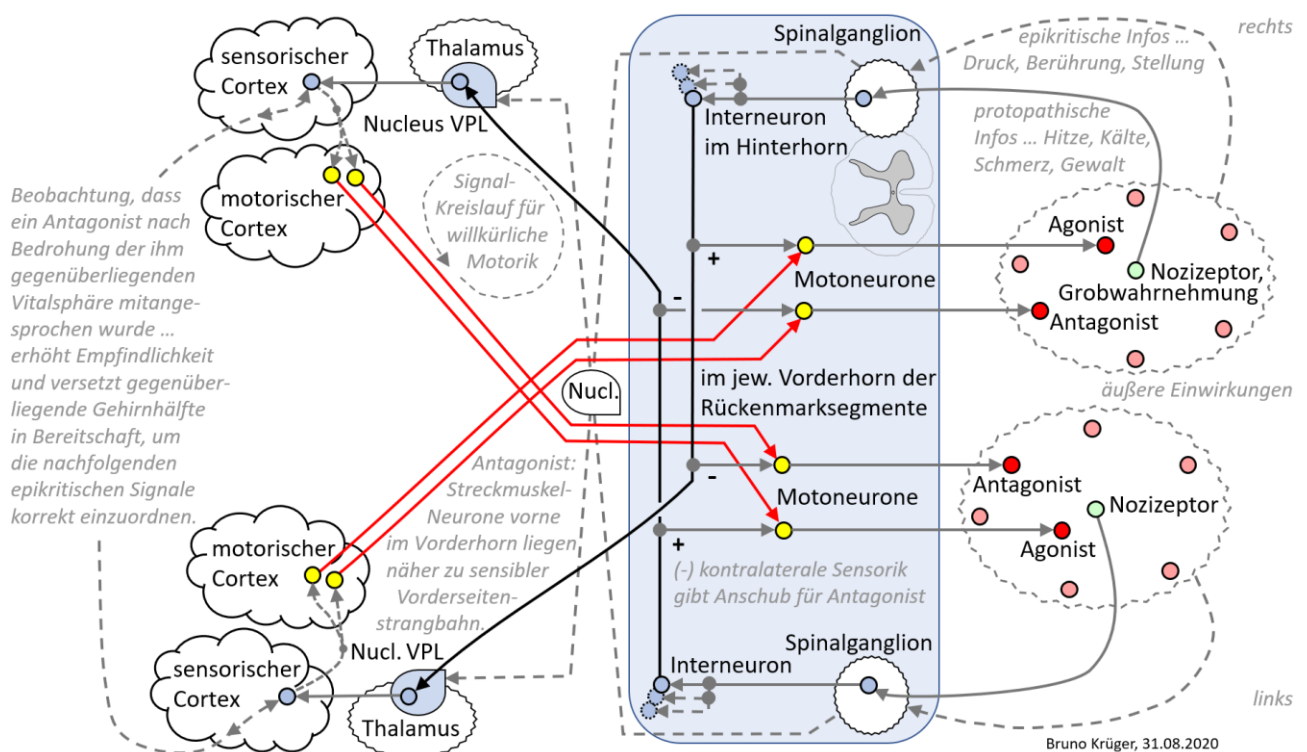 sensorischer
Cortex
Thalamus
Nucleus VPL
motorischer
Cortex
Signal-
Kreislauf für
willkürliche
Motorik
Beobachtung, dass
ein Antagonist nach
Bedrohung der ihm
gegenüberliegenden
Vitalsphäre mitange-
sprochen wurde ...
erhöht Empfindlichkeit
und versetzt gegenüber-
liegende Gehirnhälfte
in Bereitschaft, um
die nachfolgenden
epikritischen Signale
korrekt einzuordnen.
Spinalganglion
Interneuron
im Hinterhorn
epikritische Infos ...
Druck, Berührung, Stellung
rechts
protopathische
Infos ... Hitze, Kälte,
Schmerz, Gewalt
Agonist
Nozizeptor,
Grobwahrnehmung
Antagonist
+
Motoneurone
-
Nucl.
im jew. Vorderhorn der
Rückenmarksegmente
äußere Einwirkungen
Antagonist:
Streckmuskel-
Neurone vorne
im Vorderhorn liegen
näher zu sensibler
Vorderseiten-
strangbahn.
-
Motoneurone
+
Antagonist
Nozizeptor
Agonist
(-) kontralaterale Sensorik
gibt Anschub für Antagonist
motorischer
Cortex
Nucl. VPL
sensorischer
Cortex
Thalamus
Spinalganglion
Interneuron
links
Bruno Krüger, 31.08.2020